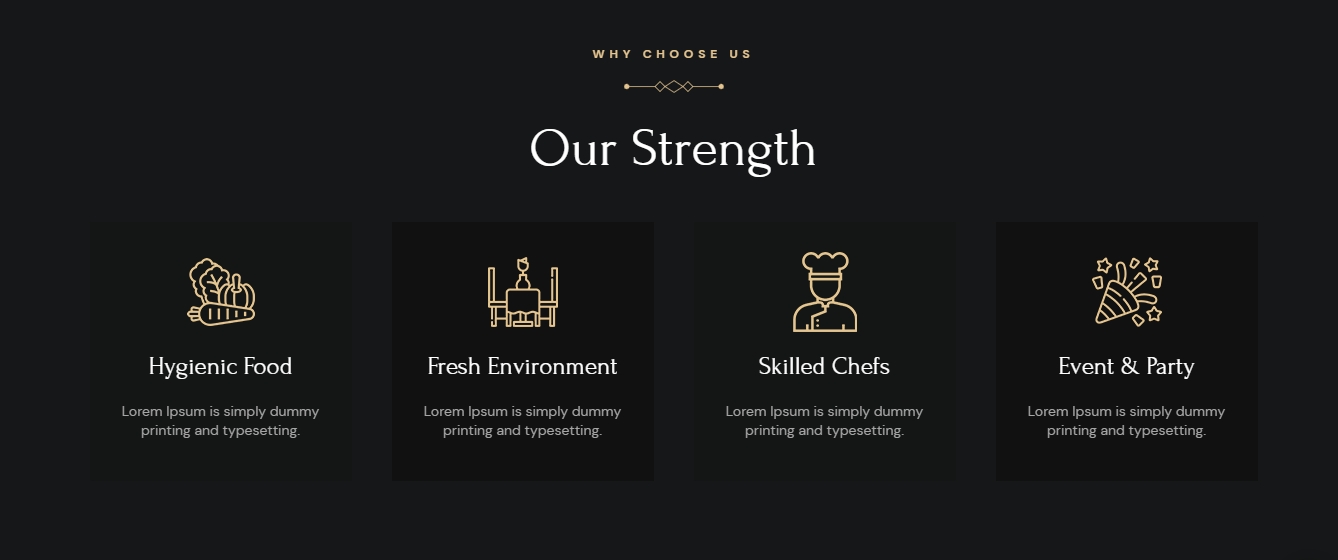 WHY CHOOSE US
Our Strength
Hygienic Food
Lorem Ipsum is simply dummy
printing and typesetting.
Fresh Environment
Lorem Ipsum is simply dummy
printing and typesetting.
Skilled Chefs
Lorem Ipsum is simply dummy
printing and typesetting.
Event & Party
Lorem Ipsum is simply dummy
printing and typesetting.